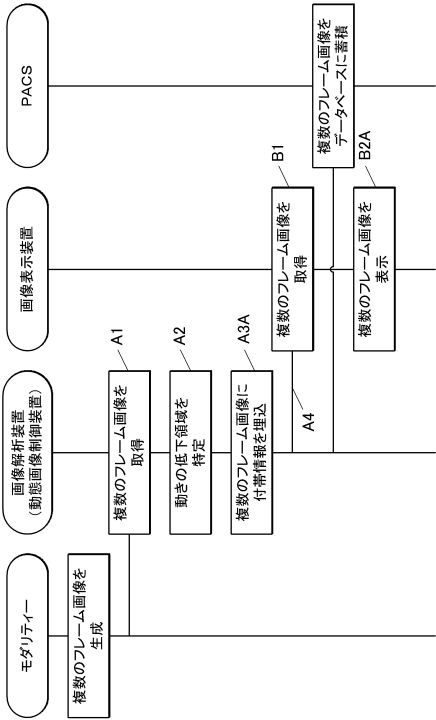 モダリティー
画像解析装置
(動態画像制御装置)
画像表示装置
PACS
複数のフレーム画像を
生成
複数のフレーム画像を
取得
A1
動きの低下領域を
特定
A2
複数のフレーム画像に
付帯情報を埋込
A3A
A4
複数のフレーム画像を
取得
B1
複数のフレーム画像を
データベースに蓄積
複数のフレーム画像を
表示
B2A